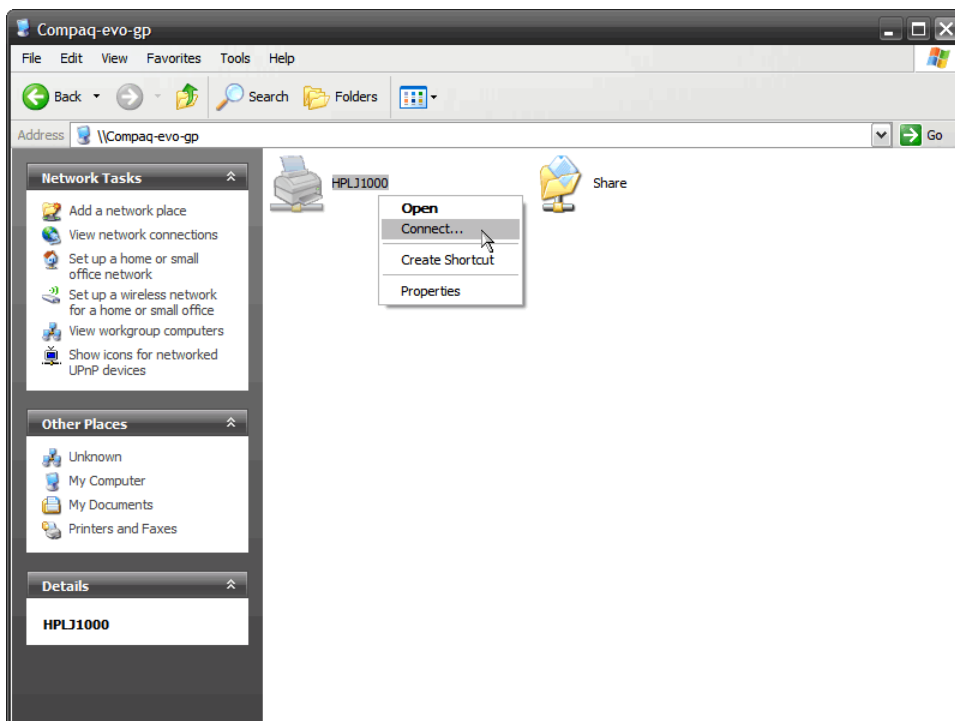 Compaq-evo-gp
File Edit View Favorites Tools Help
Back Search Folders
Address \\Compaq-evo-gp Go
Network Tasks
Add a network place
View network connections
Set up a home or small
office network
Set up a wireless network
for a home or small office
View workgroup computers
Show icons for networked
UPnP devices
Other Places
Unknown
My Computer
My Documents
Printers and Faxes
Details
HPLJ1000
HPLJ1000
Share
Open
Connect...
Create Shortcut
Properties